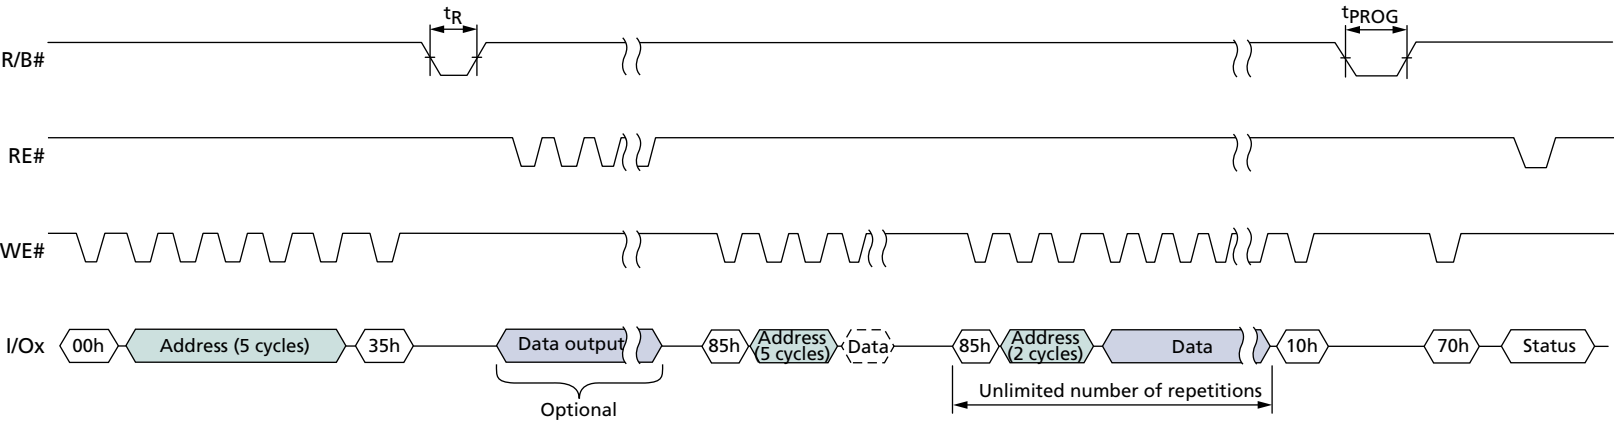 tR
tPROG
R/B#
RE#
WE#
I/Ox
00h
Address (5 cycles)
35h
Data output
85h
Address
(5 cycles)
Data
85h
Address
(2 cycles)
Data
10h
70h
Status
Optional
Unlimited number of repetitions